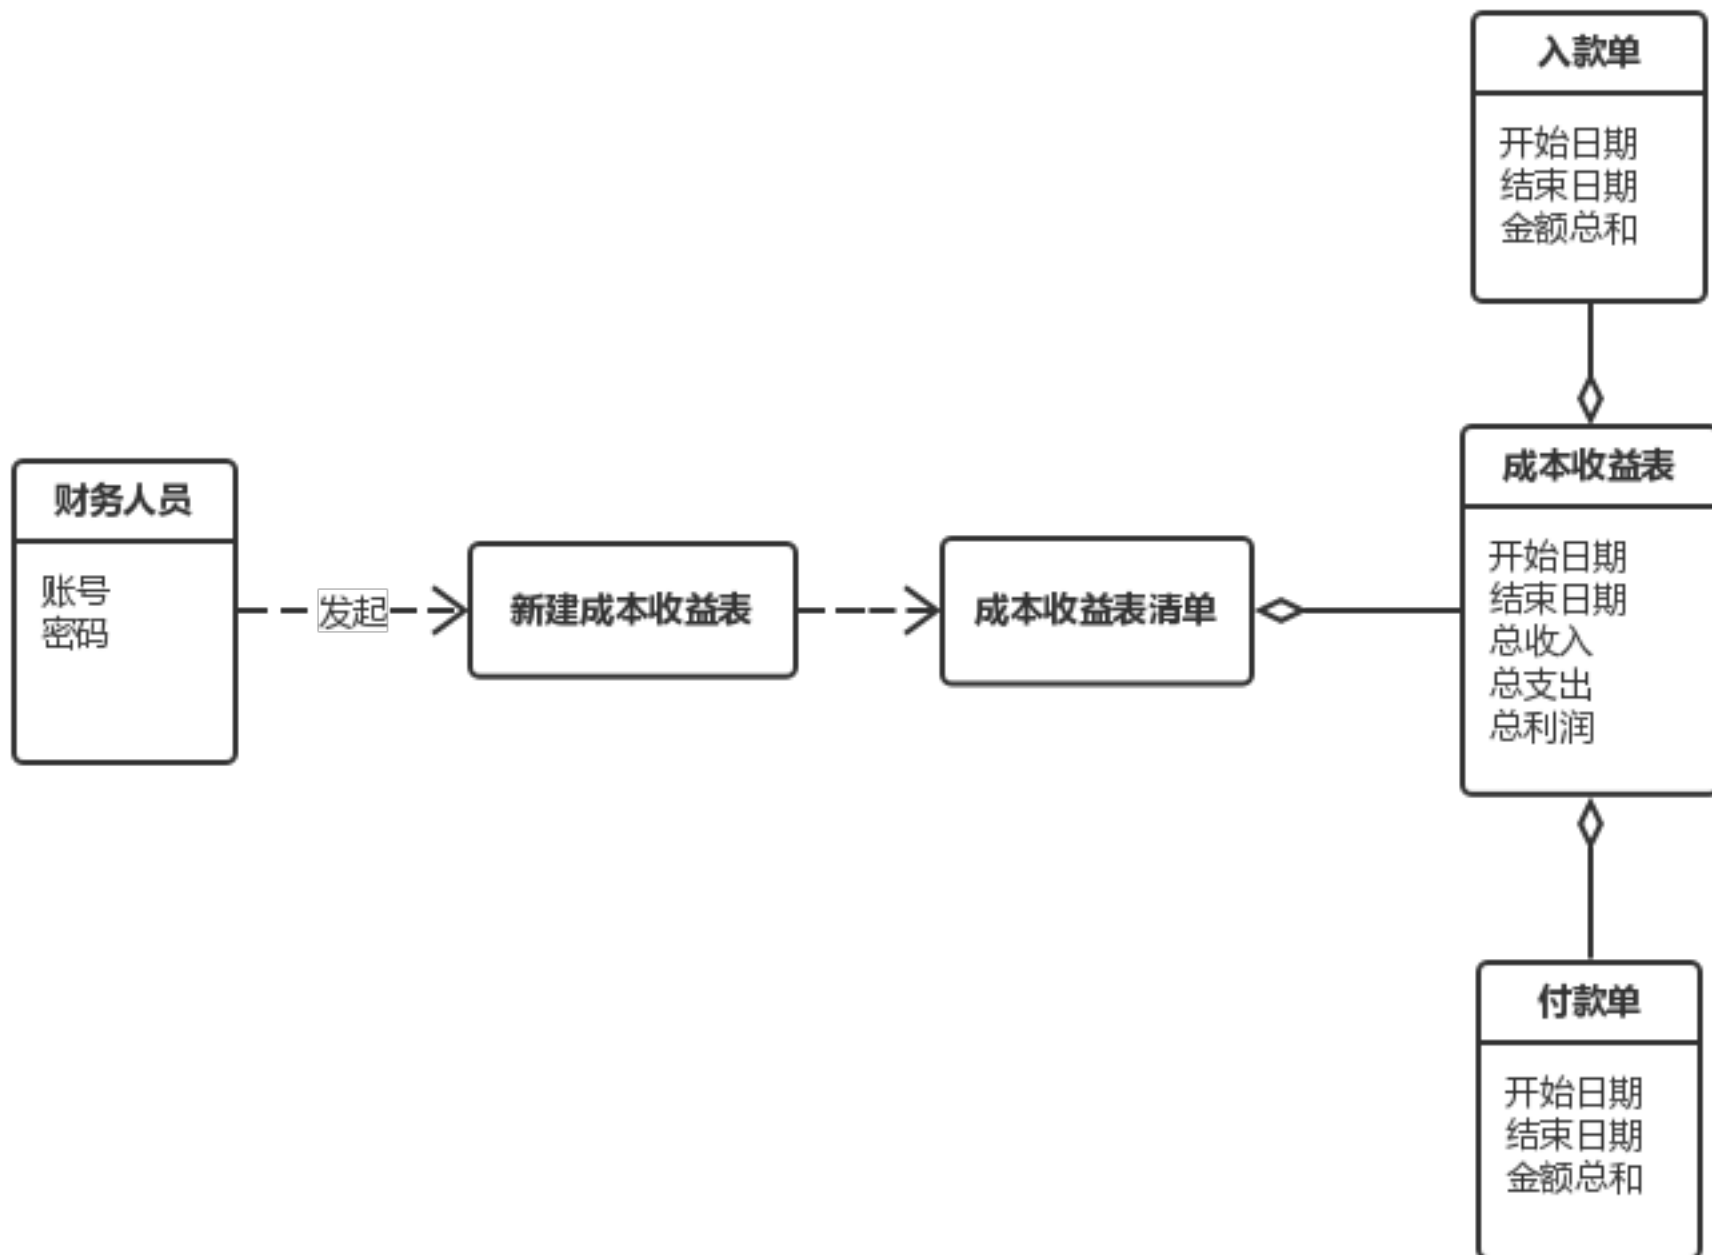 入款单
开始日期
结束日期
金额总和
财务人员
账号
密码
发起
新建成本收益表
成本收益表清单
成本收益表
开始日期
结束日期
总收入
总支出
总利润
付款单
开始日期
结束日期
金额总和